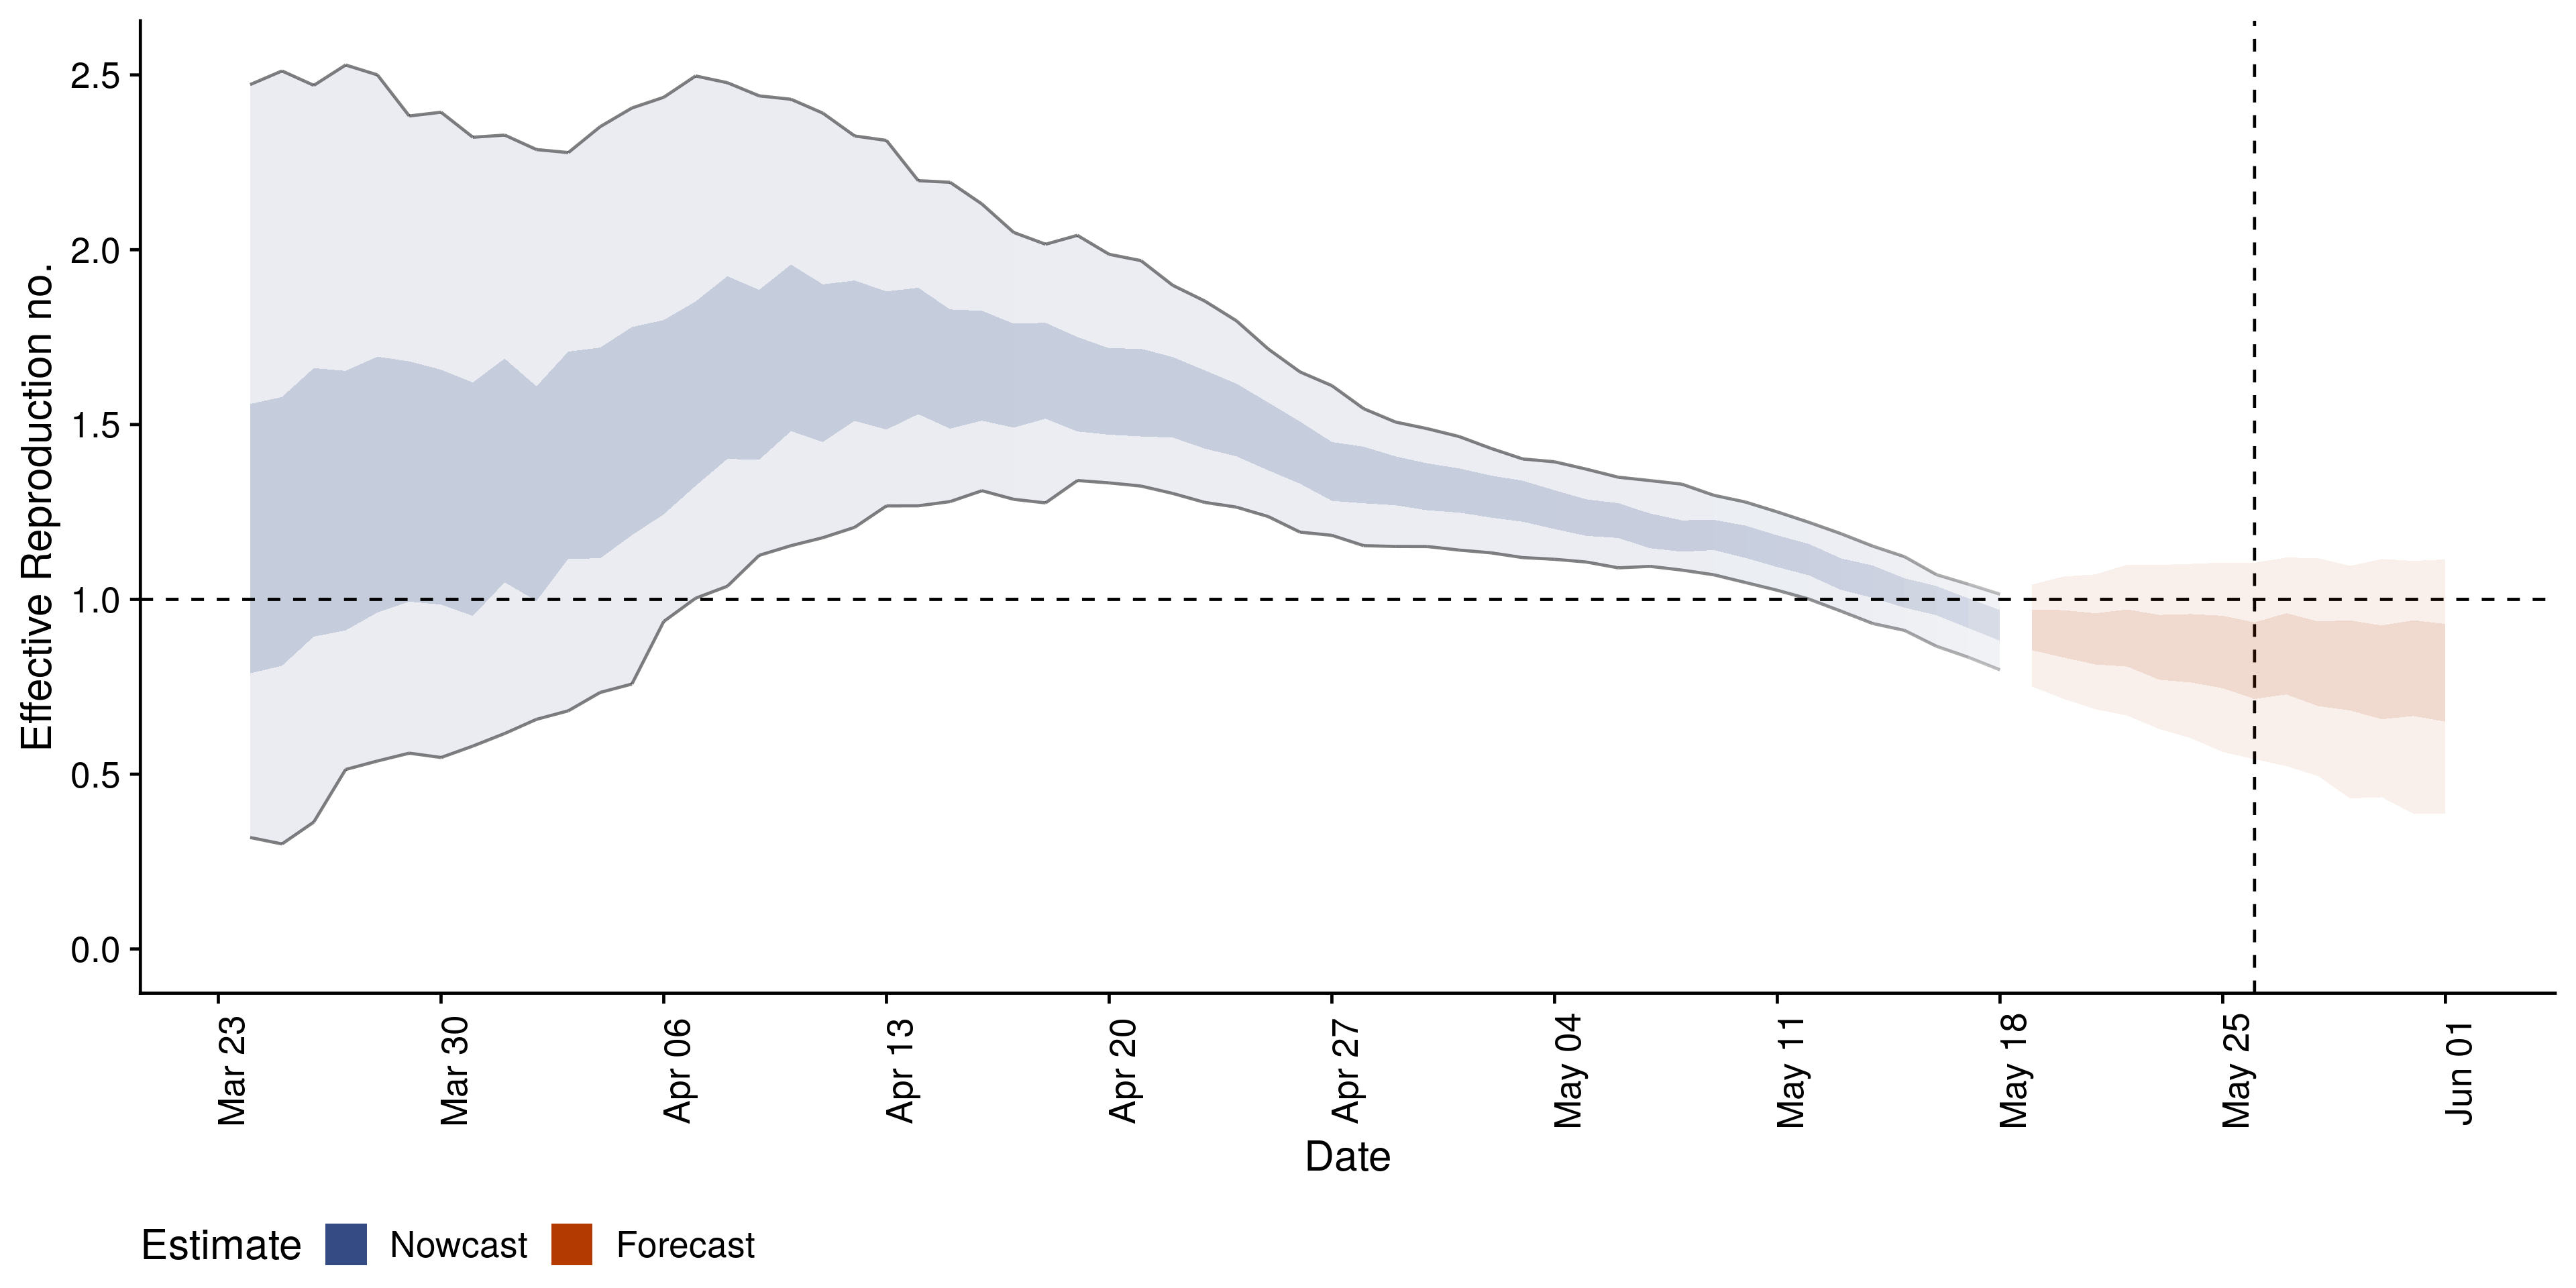 Effective Reproduction no.
2.5
2.0
1.5
1.0
0.5
0.0
Mar 23
Mar 30
Apr 06
Apr 13
Apr 20
Apr 27
May 04
May 11
May 18
May 25
Jun 01
Date
Estimate Nowcast Forecast